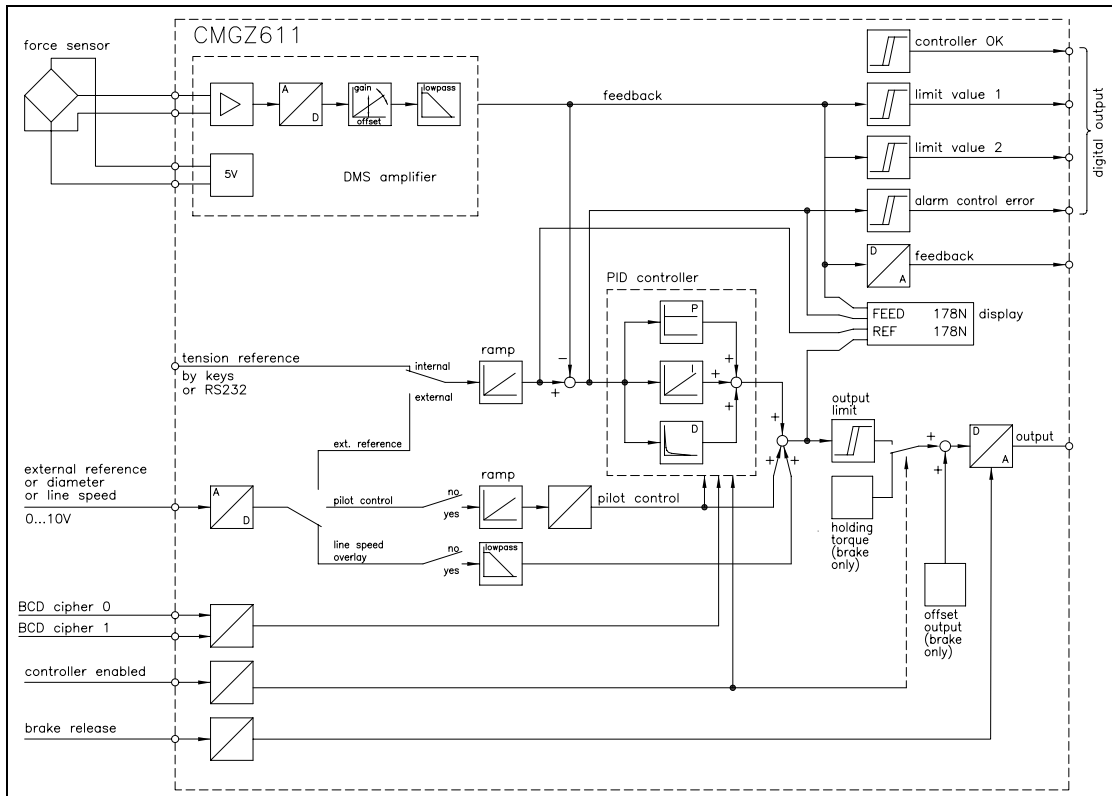 CMGZ611
force sensor
A
D
gain
offset
lowpass
5V
DMS amplifier
feedback
controller OK
limit value 1
limit value 2
alarm control error
digital output
D
A
feedback
PID controller
P
I
D
FEED 178N
REF 178N
display
tension reference
by keys
or RS232
internal
external
ramp
-
+
+
+
+
+
+
+
output
limit
ext. reference
external reference
or diameter
or line speed
0...10V
A
D
pilot control
no
yes
ramp
pilot control
line speed
overlay
no
yes
lowpass
holding
torque
(brake
only)
+
+
D
A
output
offset
output
(brake
only)
BCD cipher 0
BCD cipher 1
controller enabled
brake release